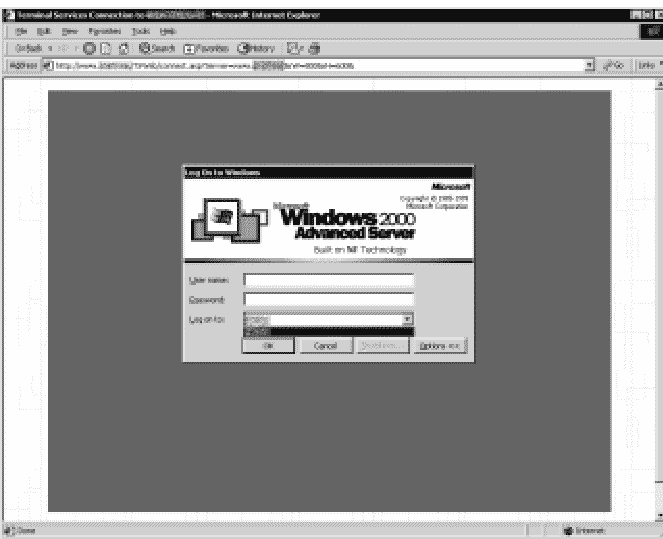 Terminal Services Connection to - Microsoft Internet Explorer
File Edit View Favorites Tools Help
Back Search Favorites History
Address Go Links
Log On to Windows
Microsoft
Copyright © 1985-1999
Microsoft Corporation
Microsoft
Windows 2000
Advanced Server
Built on NT Technology
User name:
Password:
Log on to:
OK Cancel Shutdown... Options <<
Done Internet